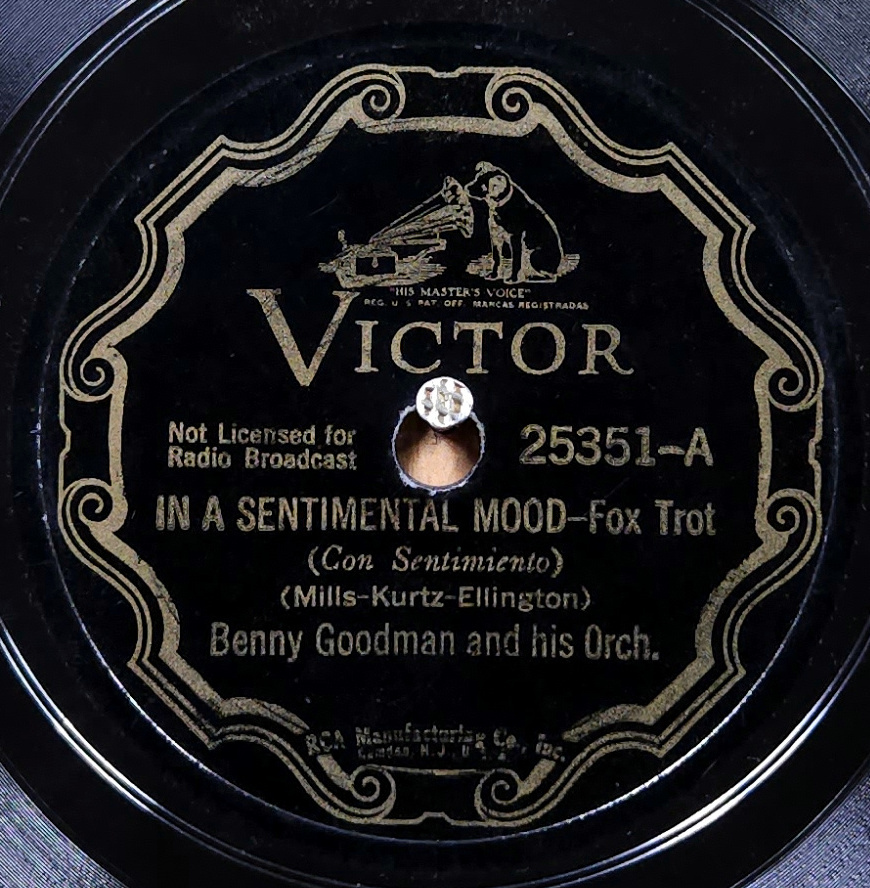 "HIS MASTER'S VOICE"
REG. U S PAT. OFF. MARCAS REGISTRADAS
VICTOR
Not Licensed for
Radio Broadcast
25351-A
IN A SENTIMENTAL MOOD-Fox Trot
(Con Sentimiento)
(Mills-Kurtz-Ellington)
Benny Goodman and his Orch.
RCA Manufacturing Co., Inc.
Camden, N.J., U.S.A.